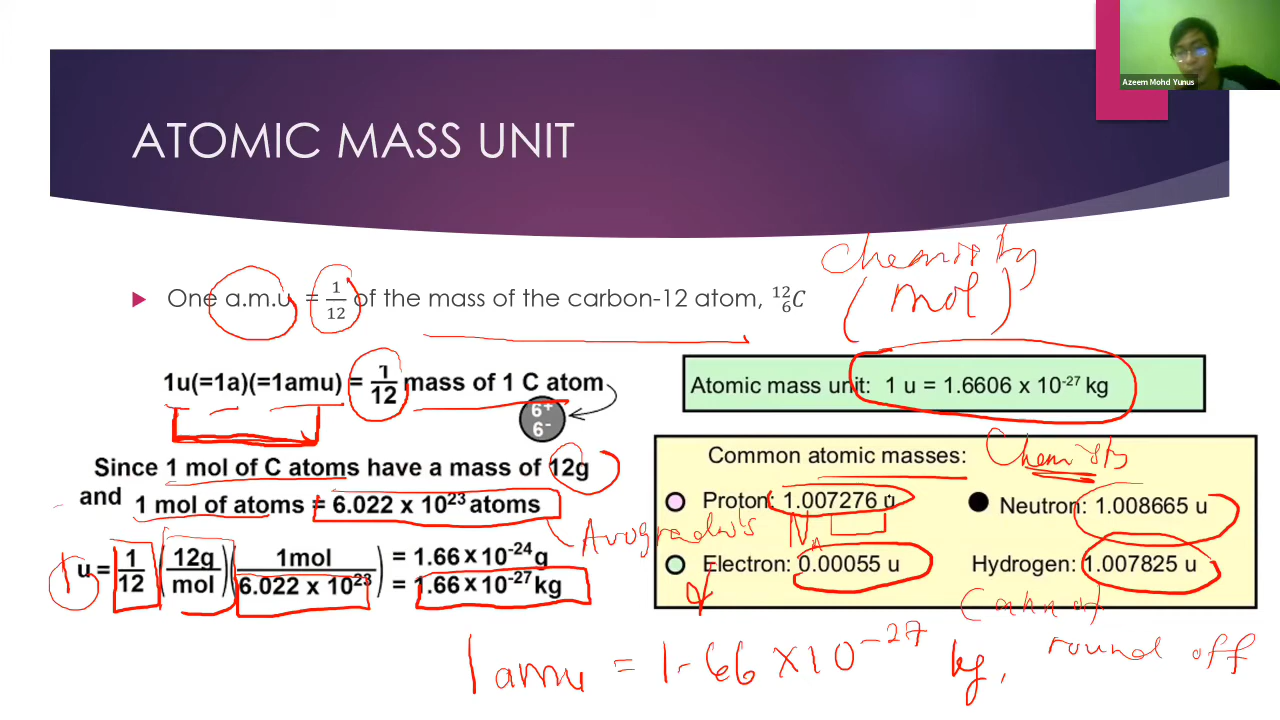 Azeem Mohd Yunus
ATOMIC MASS UNIT
One a.m.u = 1/12 of the mass of the carbon-12 atom, ¹²₆C
chemistry
(mol)
1u(=1a)(=1amu) = 1/12 mass of 1 C atom
6+
6-
Since 1 mol of C atoms have a mass of 12g
and 1 mol of atoms = 6.022 x 10²³ atoms
1 u = (1/12) (12g/mol) (1mol/6.022 x 10²³) = 1.66 x 10⁻²⁴ g
= 1.66 x 10⁻²⁷ kg
Avogradro's NA
Atomic mass unit: 1 u = 1.6606 x 10⁻²⁷ kg
Common atomic masses:
Chemists
Proton: 1.007276 u
Neutron: 1.008665 u
Electron: 0.00055 u
Hydrogen: 1.007825 u
Cannot
round off
1 amu = 1.66 x 10⁻²⁷ kg,